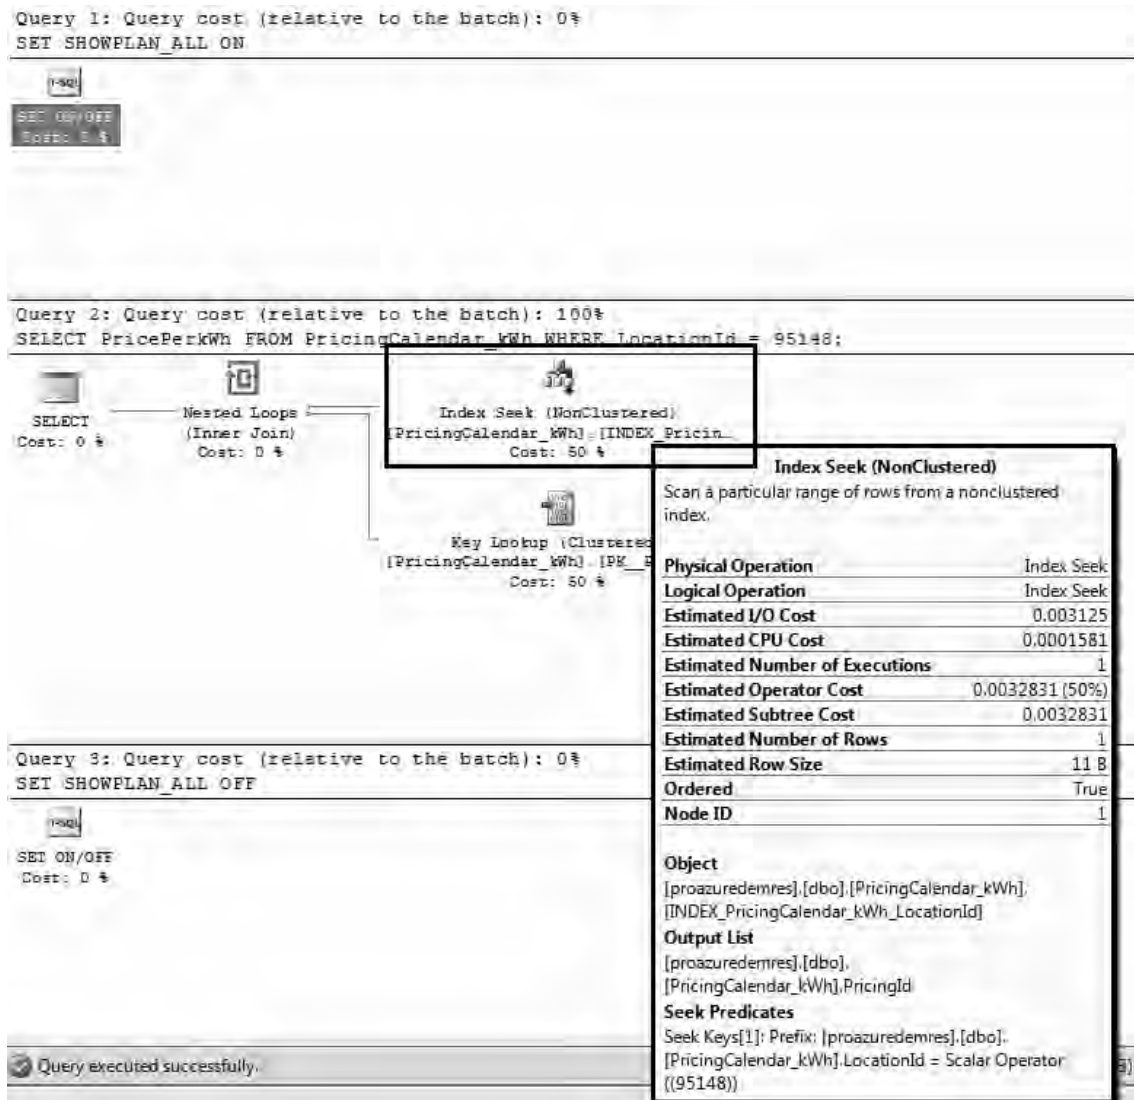 Query 1: Query cost (relative to the batch): 0%
SET SHOWPLAN_ALL ON
T-SQL
SET ON/OFF
Cost: 0 %
Query 2: Query cost (relative to the batch): 100%
SELECT PricePerkWh FROM PricingCalendar_kWh WHERE LocationId = 95148;
SELECT
Cost: 0 %
Nested Loops
(Inner Join)
Cost: 0 %
Index Seek (NonClustered)
[PricingCalendar_kWh].[INDEX_Pricin…
Cost: 50 %
Key Lookup (Clustered
[PricingCalendar_kWh].[PK__P
Cost: 50 %
Index Seek (NonClustered)
Scan a particular range of rows from a nonclustered
index.
Physical Operation Index Seek
Logical Operation Index Seek
Estimated I/O Cost 0.003125
Estimated CPU Cost 0.0001581
Estimated Number of Executions 1
Estimated Operator Cost 0.0032831 (50%)
Estimated Subtree Cost 0.0032831
Estimated Number of Rows 1
Estimated Row Size 11 B
Ordered True
Node ID 1
Object
[proazuredemres].[dbo].[PricingCalendar_kWh].
[INDEX_PricingCalendar_kWh_LocationId]
Output List
[proazuredemres].[dbo].
[PricingCalendar_kWh].PricingId
Seek Predicates
Seek Keys[1]: Prefix: [proazuredemres].[dbo].
[PricingCalendar_kWh].LocationId = Scalar Operator
((95148))
Query 3: Query cost (relative to the batch): 0%
SET SHOWPLAN_ALL OFF
T-SQL
SET ON/OFF
Cost: 0 %
Query executed successfully.